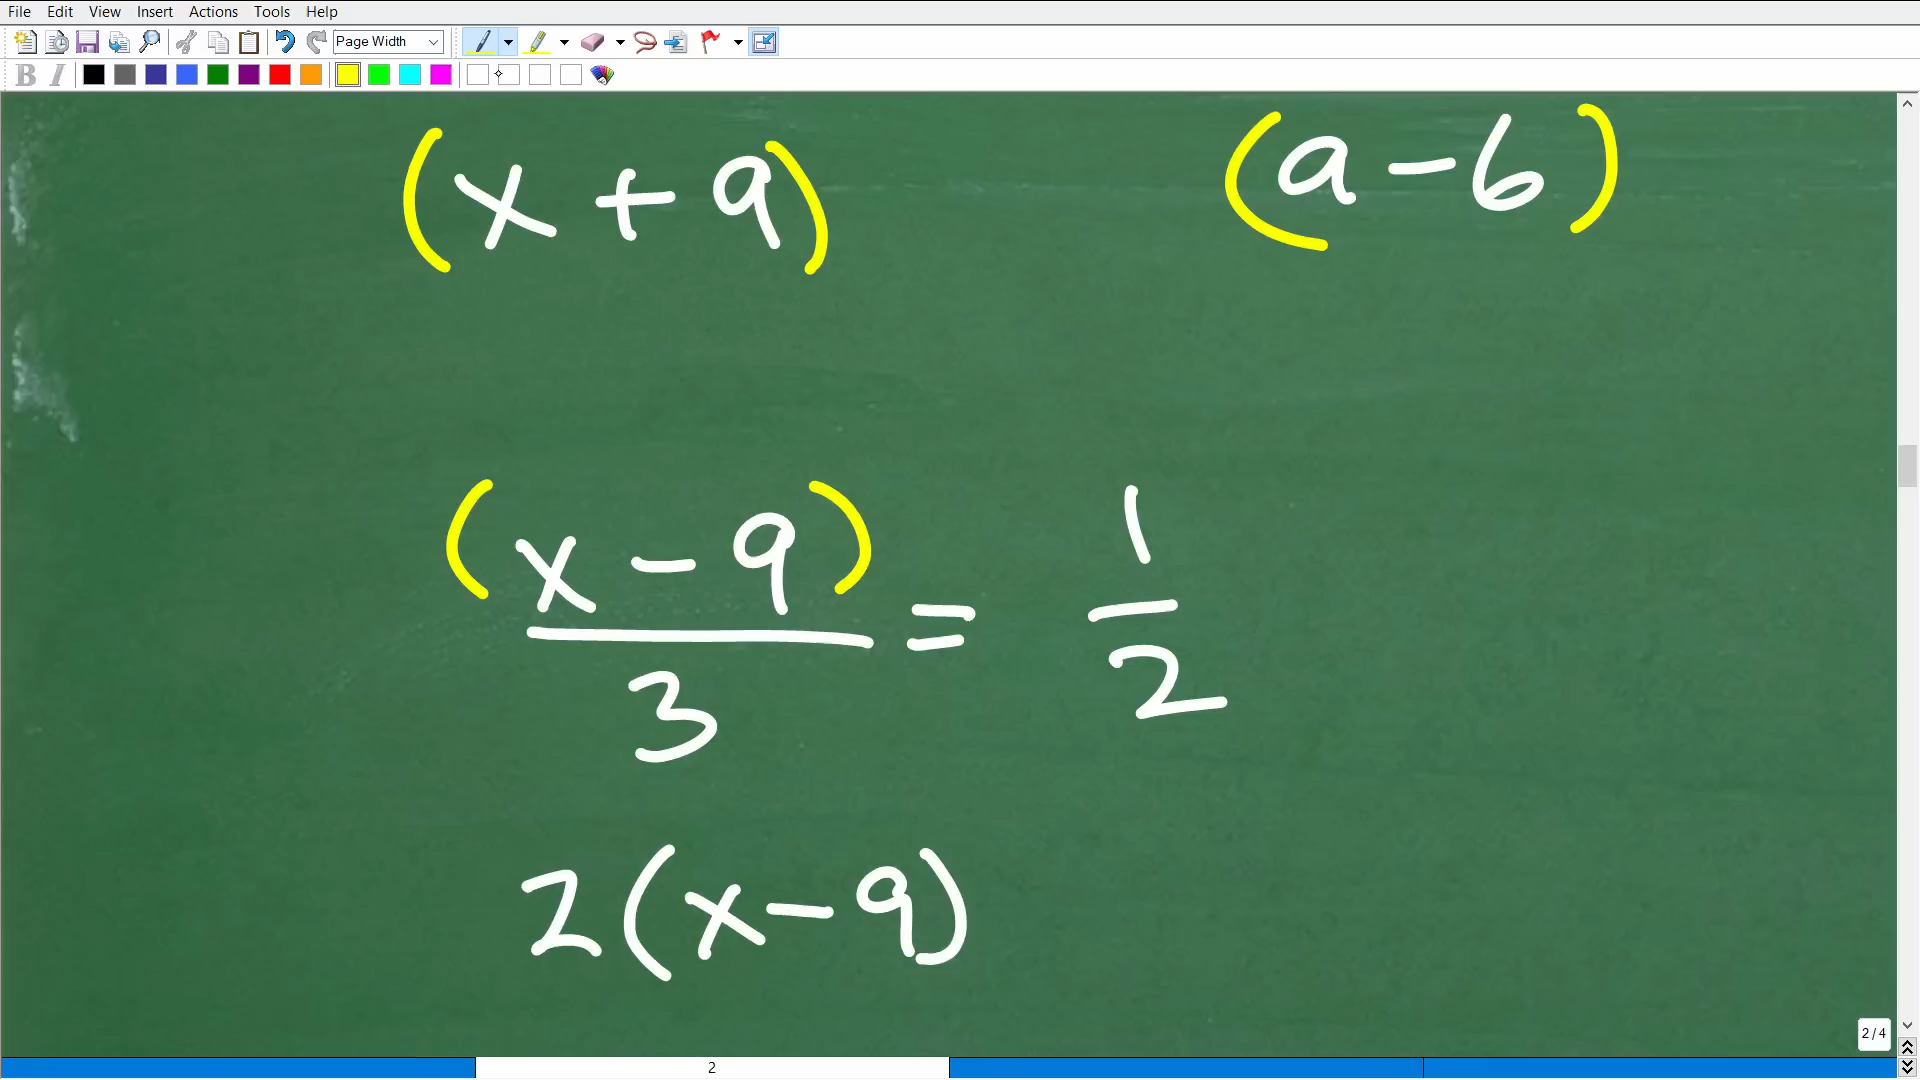 File Edit View Insert Actions Tools Help
Page Width
B I
(x + 9) (a - 6)
(x - 9)
3
=
1
2
2(x - 9)
2 / 4
2